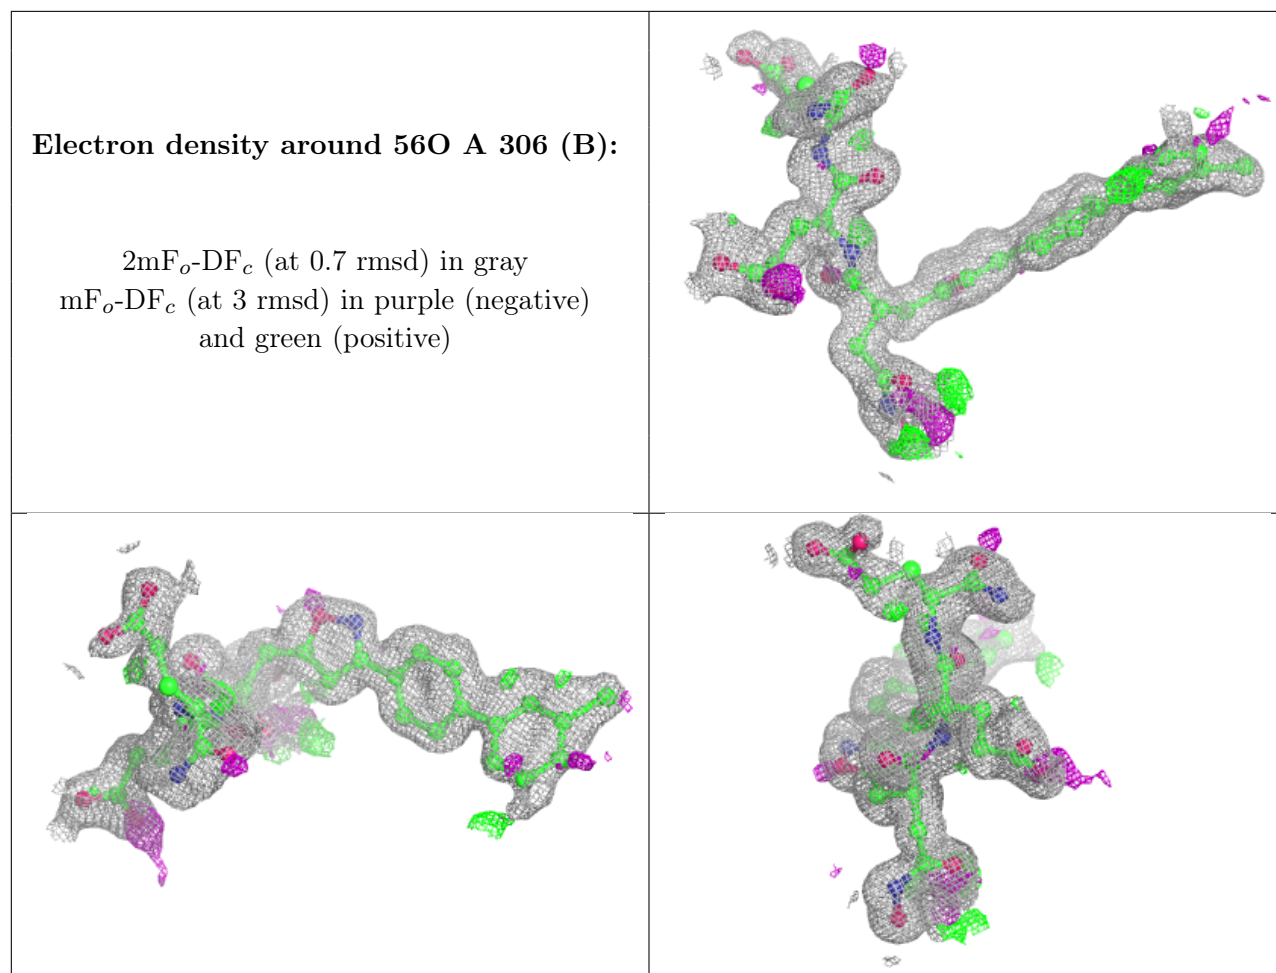 Electron density around 56O A 306 (B):
2mFo-DFc (at 0.7 rmsd) in gray
mFo-DFc (at 3 rmsd) in purple (negative)
and green (positive)